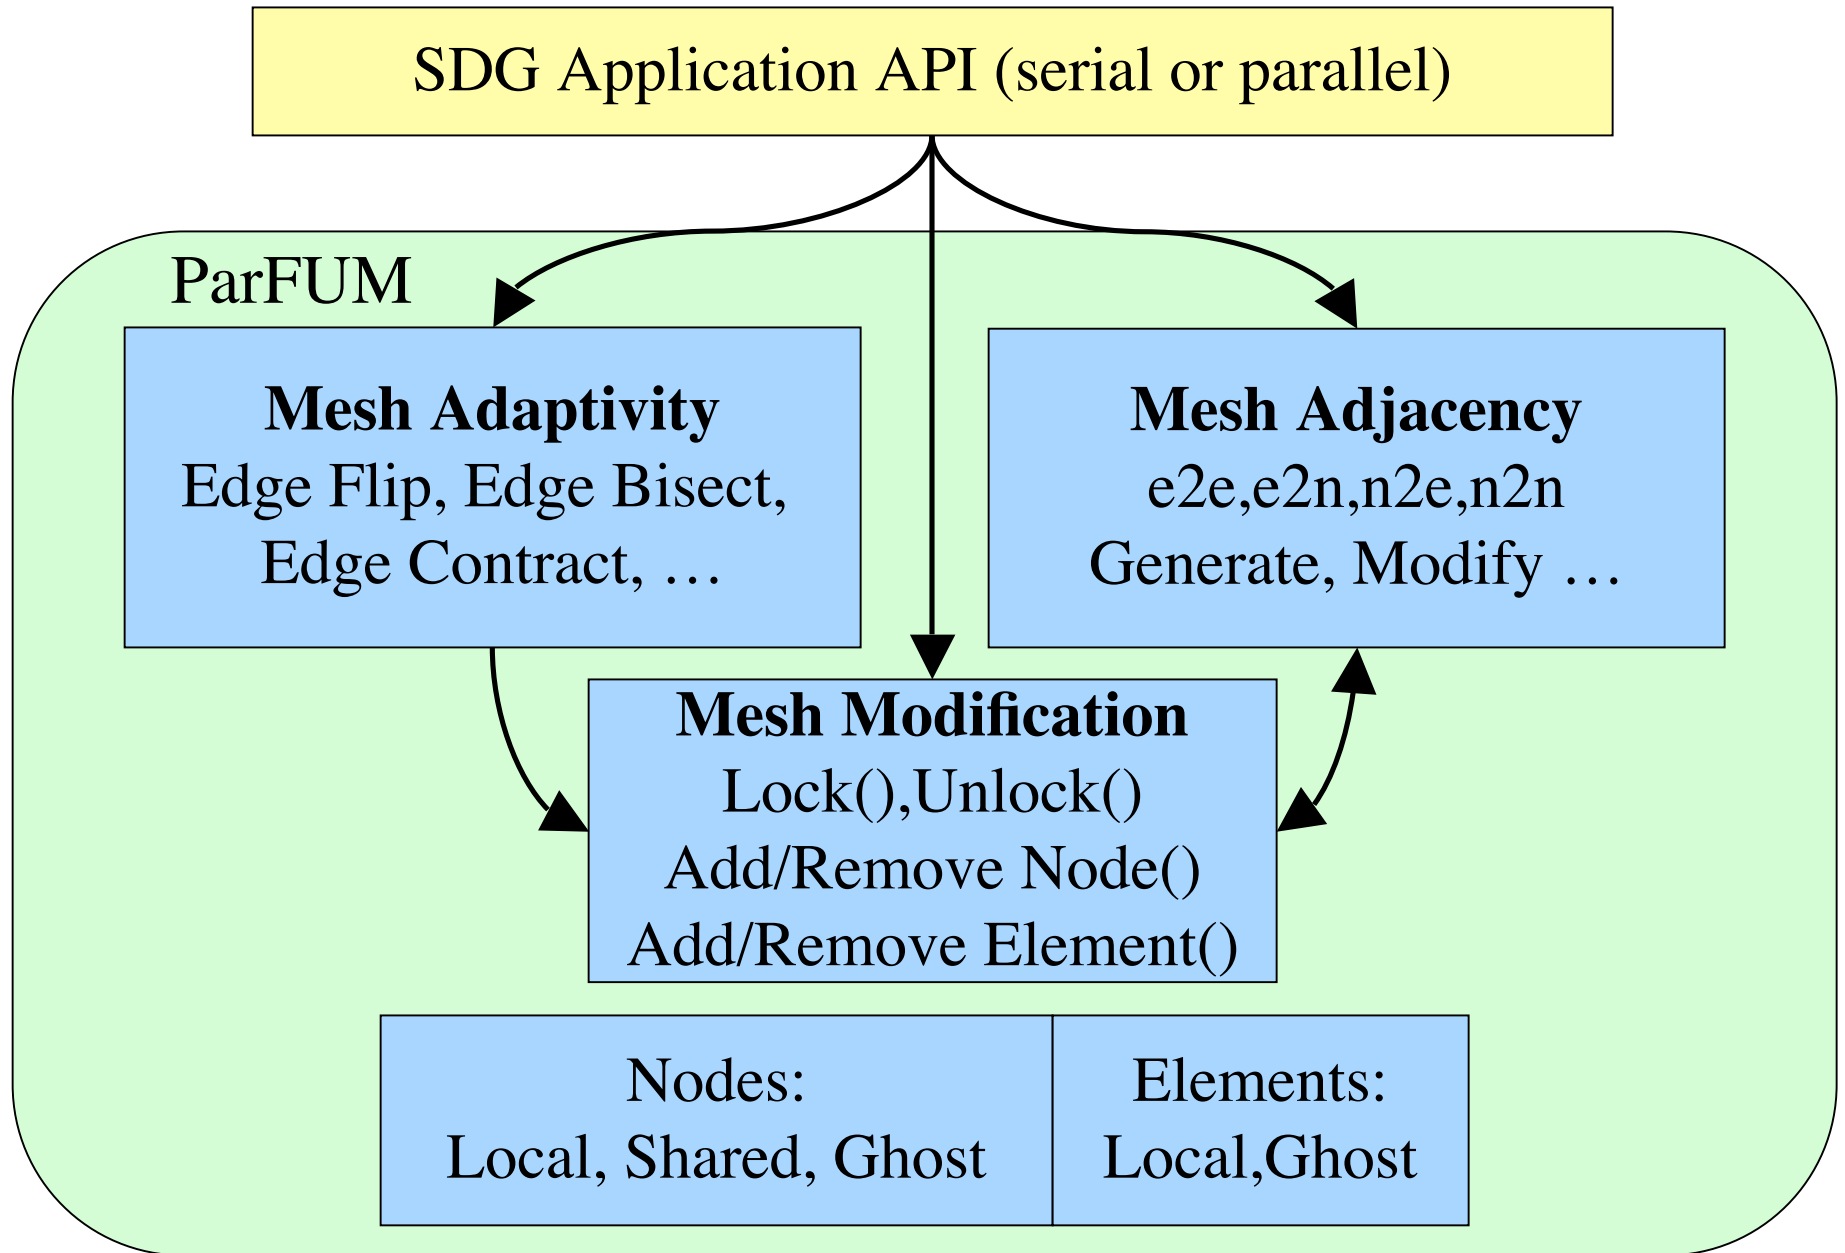 SDG Application API (serial or parallel)
ParFUM
Mesh Adaptivity
Edge Flip, Edge Bisect,
Edge Contract, …
Mesh Adjacency
e2e,e2n,n2e,n2n
Generate, Modify …
Mesh Modification
Lock(),Unlock()
Add/Remove Node()
Add/Remove Element()
Nodes:
Local, Shared, Ghost
Elements:
Local,Ghost